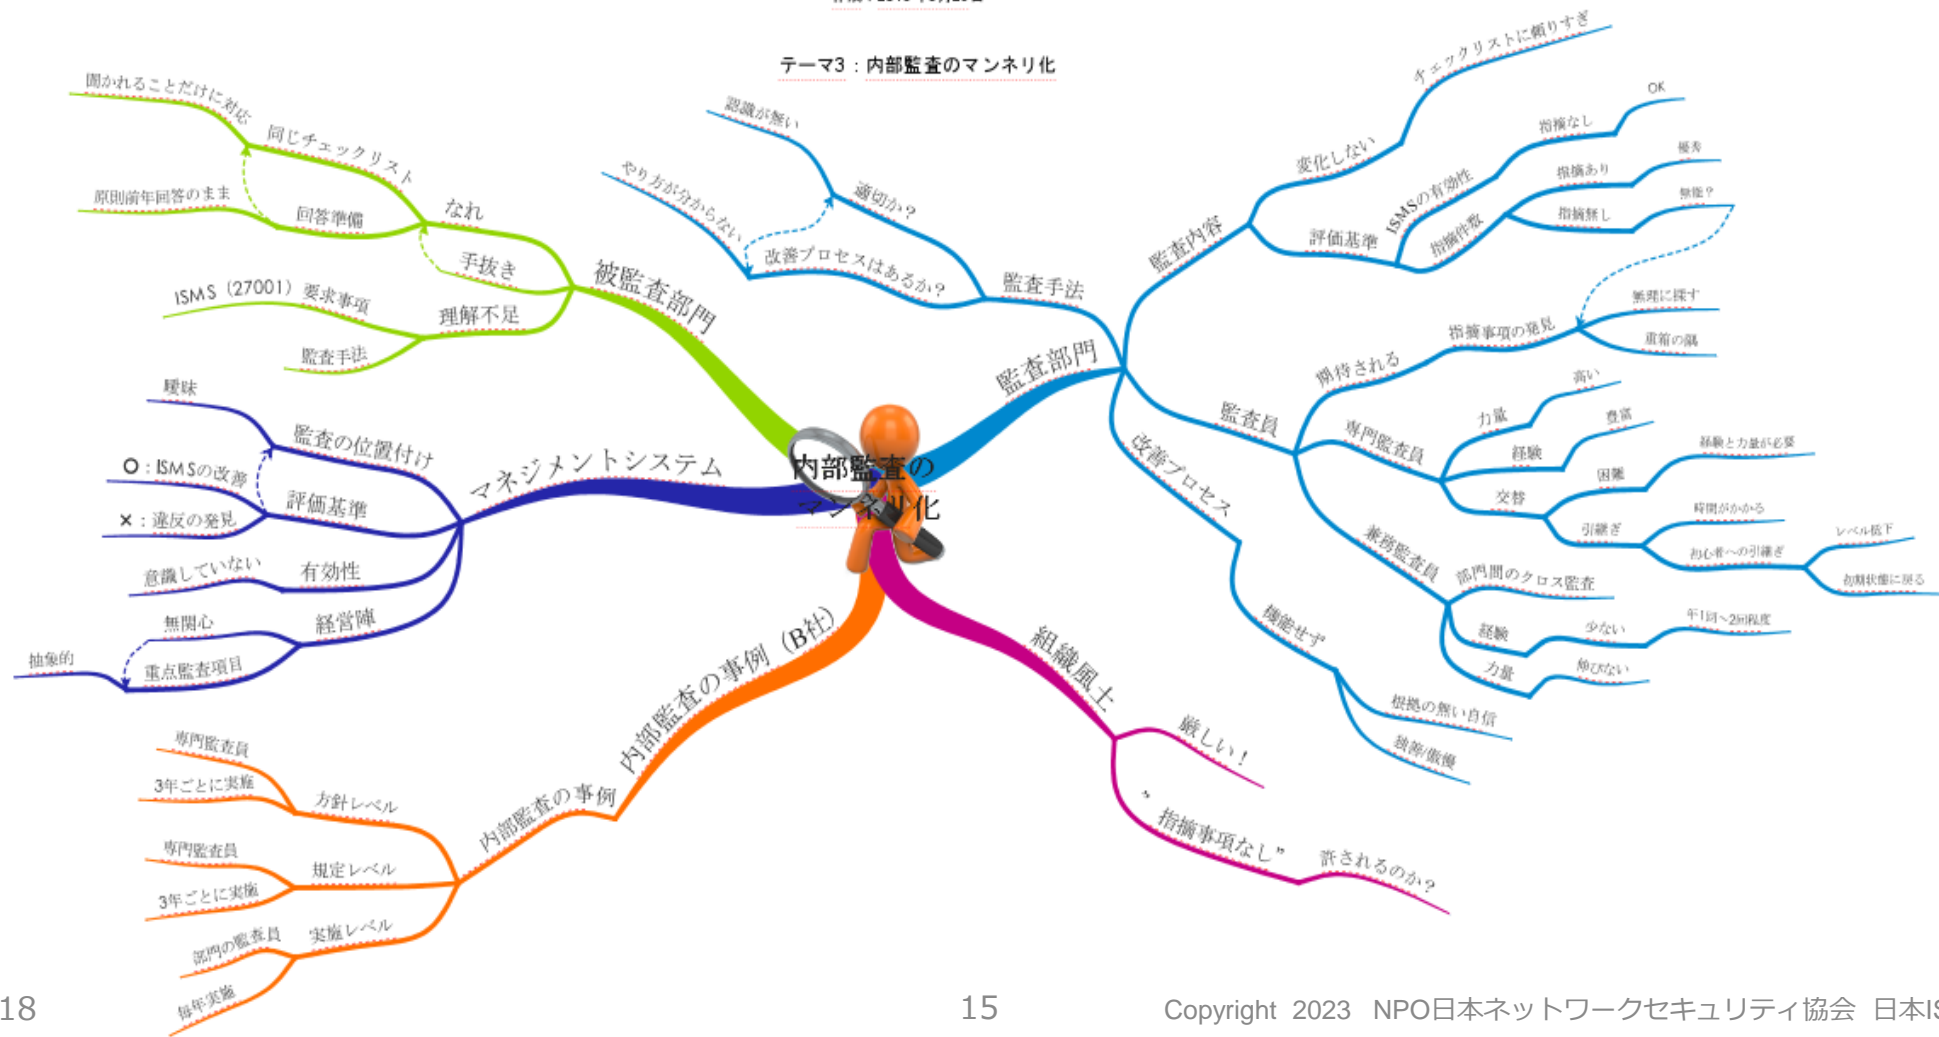 テーマ3：内部監査のマンネリ化
内部監査の
マンネリ化
被監査部門
なれ
同じチェックリスト
聞かれることだけに対応
回答準備
原則前年回答のまま
手抜き
理解不足
ISMS（27001）要求事項
監査手法
マネジメントシステム
監査の位置付け
曖昧
評価基準
○：ISMSの改善
×：違反の発見
有効性
意識していない
経営陣
無関心
重点監査項目
抽象的
内部監査の事例（B社）
内部監査の事例
方針レベル
専門監査員
3年ごとに実施
規定レベル
専門監査員
3年ごとに実施
実施レベル
部門の監査員
毎年実施
監査部門
監査手法
適切か？
認識が無い
改善プロセスはあるか？
やり方が分からない
監査内容
変化しない
チェックリストに頼りすぎ
評価基準
ISMSの有効性
指摘なし
OK
指摘件数
指摘あり
優秀
指摘無し
無能？
監査員
期待される
指摘事項の発見
無理に探す
重箱の隅
専門監査員
力量
高い
経験
豊富
交替
困難
経験と力量が必要
引継ぎ
時間がかかる
初心者への引継ぎ
レベル低下
初期状態に戻る
兼務監査員
部門間のクロス監査
経験
少ない
年1回～2回程度
力量
伸びない
改善プロセス
機能せず
根拠の無い自信
独善/傲慢
組織風土
厳しい！
”指摘事項なし”
許されるのか？
18
15
Copyright 2023 NPO日本ネットワークセキュリティ協会 日本IS